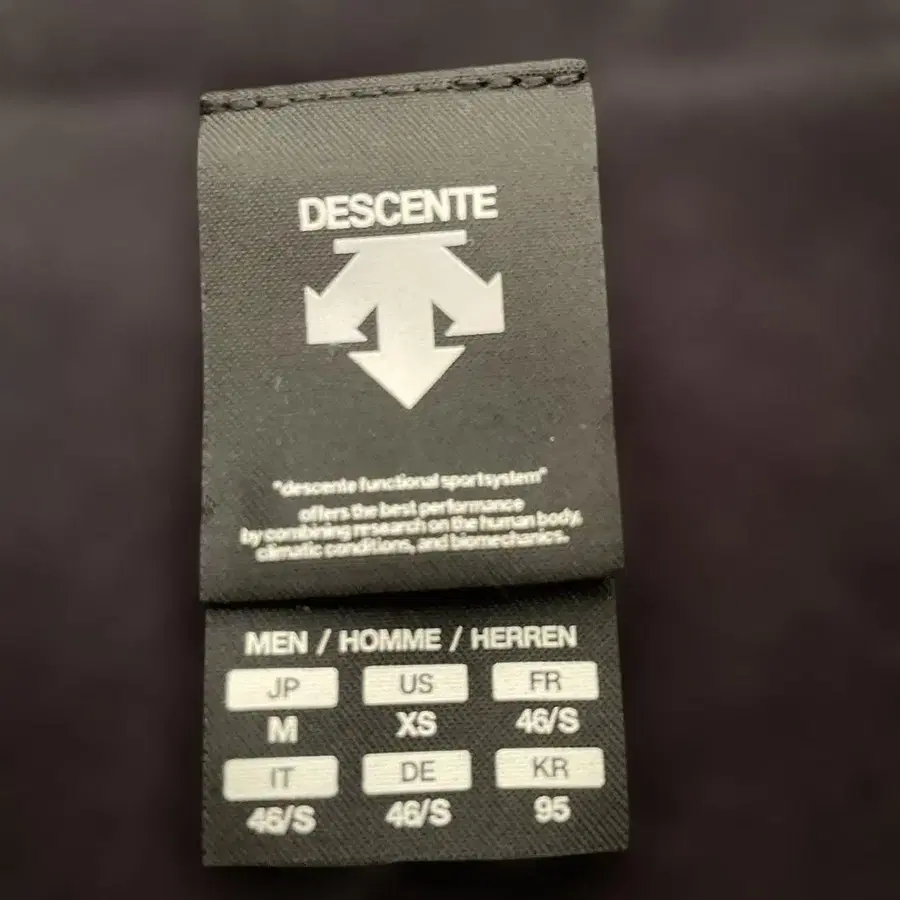 DESCENTE
"descente functional sportsystem"
offers the best performance
by combining research on the human body,
climatic conditions, and biomechanics.
MEN / HOMME / HERREN
JP US FR
M XS 46/S
IT DE KR
46/S 46/S 95